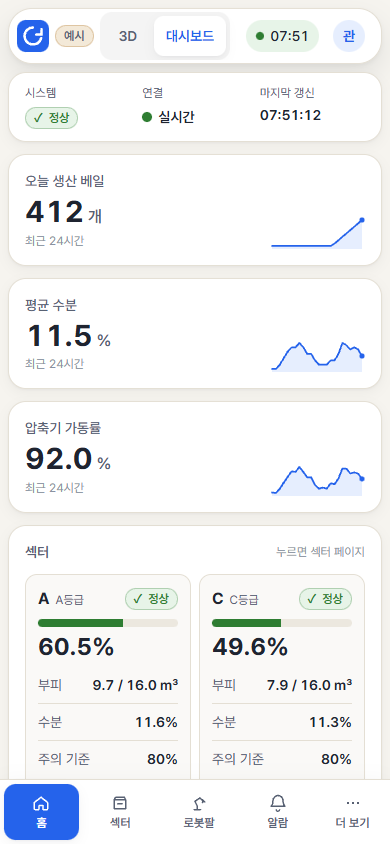 예시 3D 대시보드 07:51 관
시스템 연결 마지막 갱신
✓ 정상 실시간 07:51:12
오늘 생산 베일
412 개
최근 24시간
평균 수분
11.5 %
최근 24시간
압축기 가동률
92.0 %
최근 24시간
섹터 누르면 섹터 페이지
A A등급 ✓ 정상
60.5%
부피 9.7 / 16.0 m³
수분 11.6%
주의 기준 80%
C C등급 ✓ 정상
49.6%
부피 7.9 / 16.0 m³
수분 11.3%
주의 기준 80%
홈 섹터 로봇팔 알람 더 보기